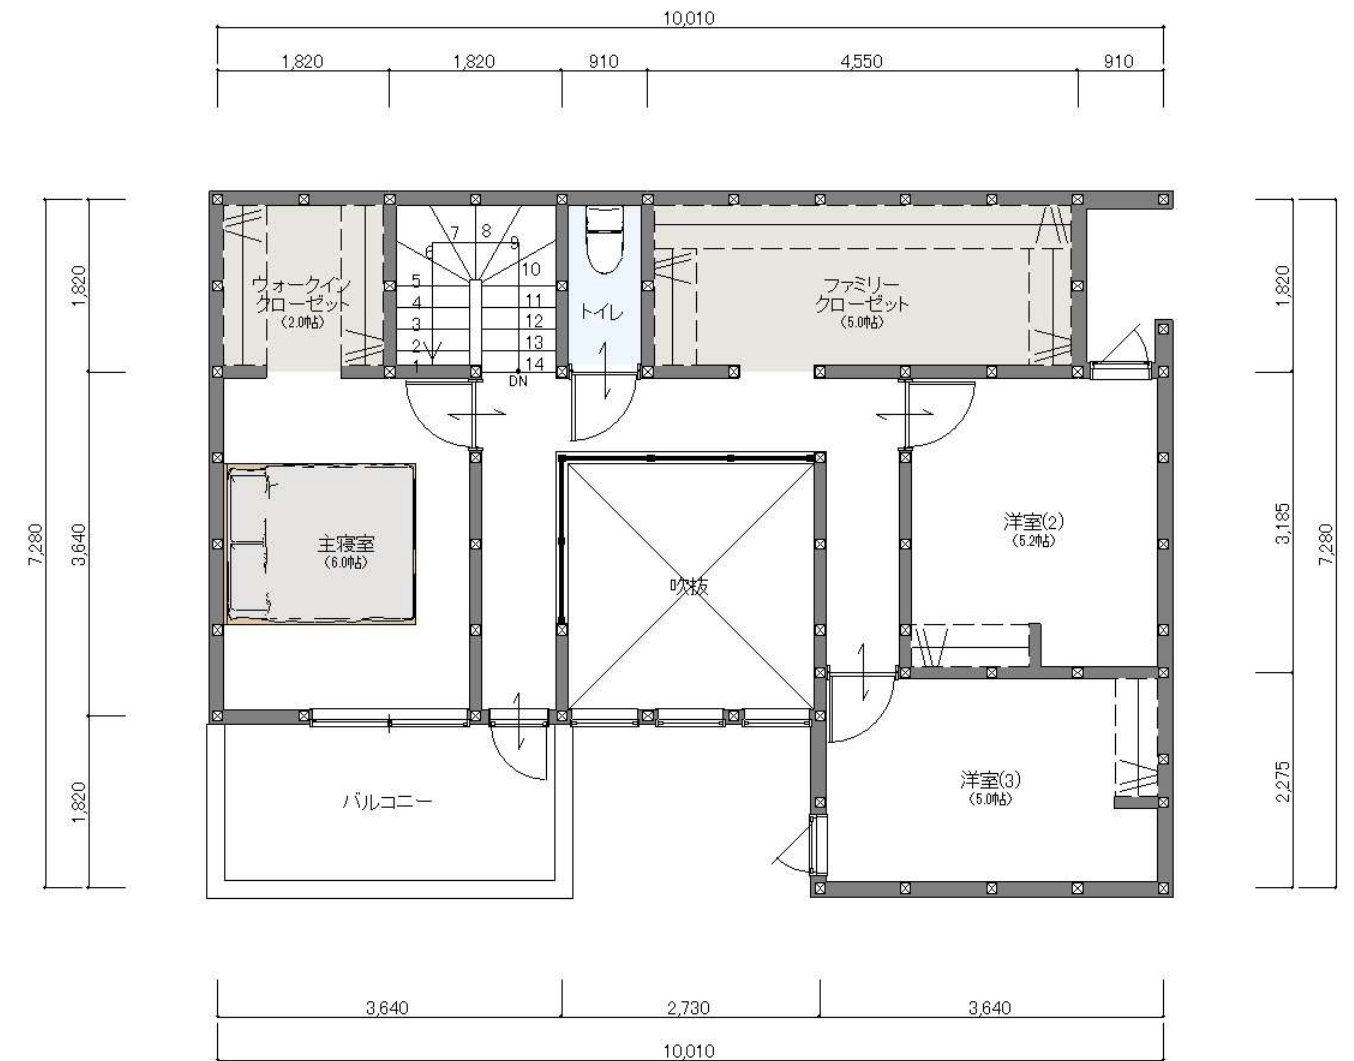 10,010
1,820
1,820
910
4,550
910
7,280
1,820
3,640
1,820
1,820
3,185
2,275
7,280
ウォークイン
クローゼット
(2.0帖)
7
8
6
9
5
10
4
11
3
12
2
13
1
14
DN
トイレ
ファミリー
クローゼット
(5.0帖)
主寝室
(6.0帖)
吹抜
洋室(2)
(5.2帖)
洋室(3)
(5.0帖)
バルコニー
3,640
2,730
3,640
10,010